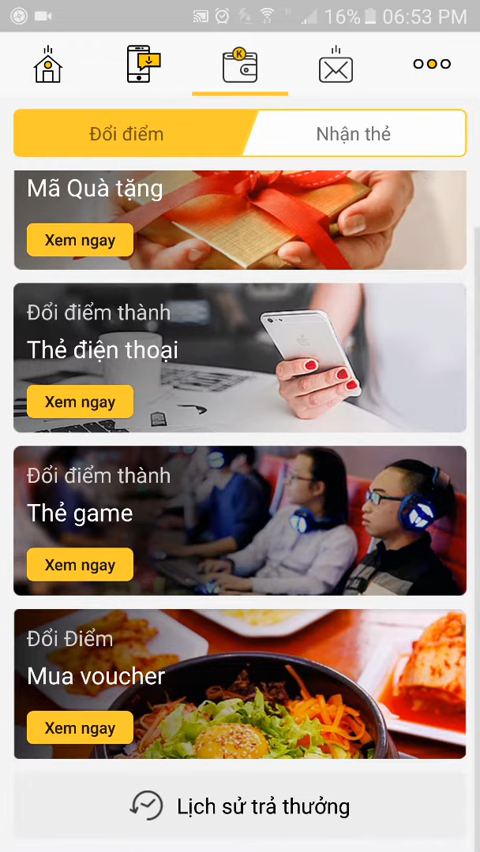 16% 06:53 PM
K
Đổi điểm
Nhận thẻ
Mã Quà tặng
Xem ngay
Đổi điểm thành
Thẻ điện thoại
Xem ngay
Đổi điểm thành
Thẻ game
Xem ngay
Đổi Điểm
Mua voucher
Xem ngay
Lịch sử trả thưởng